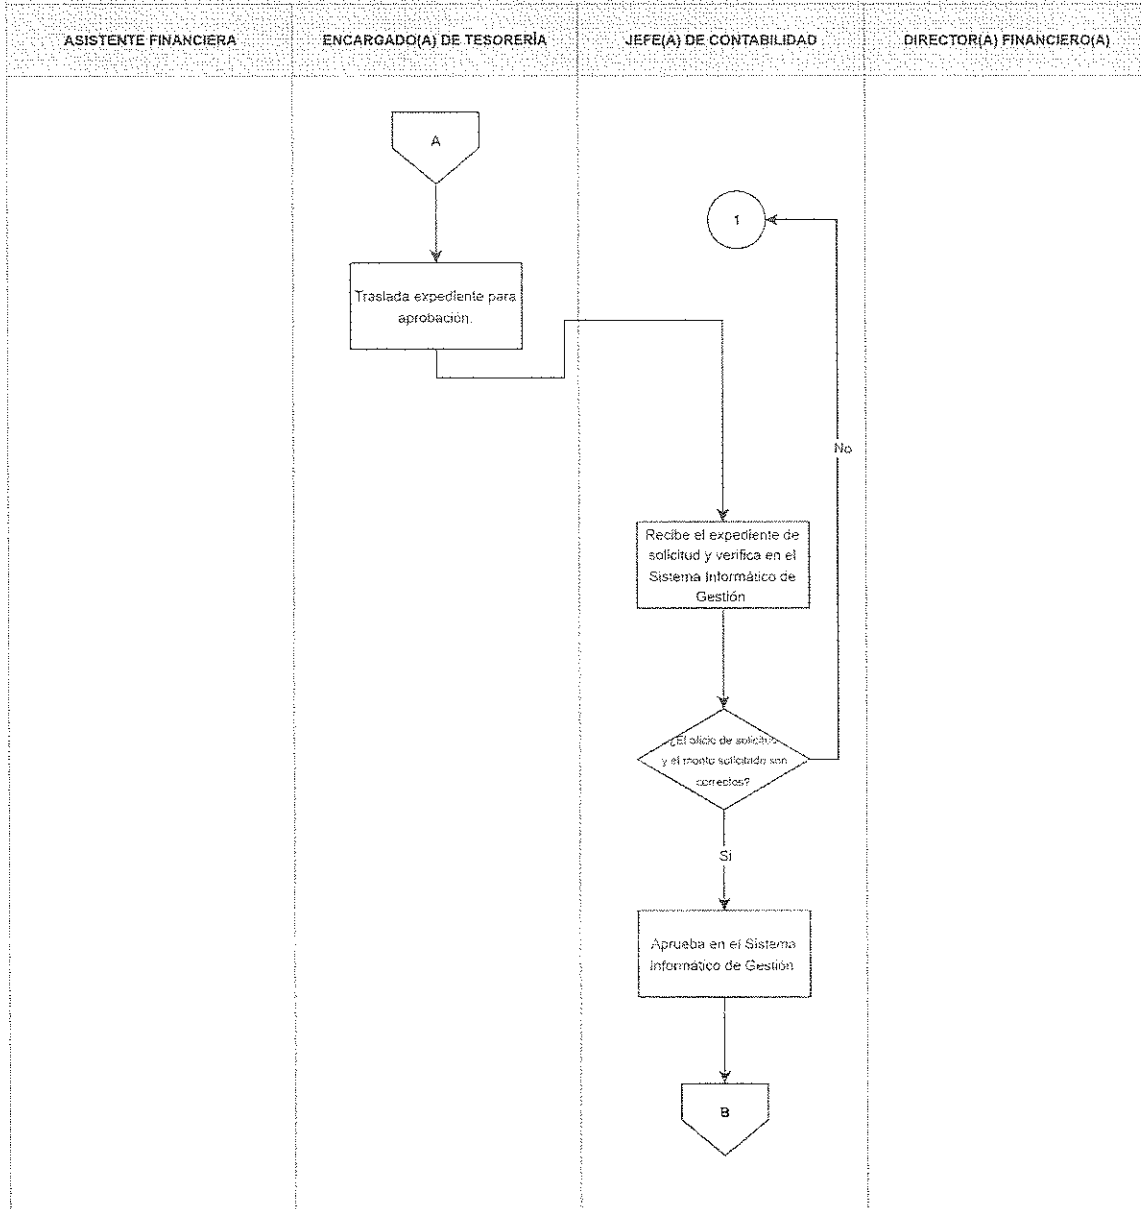 ASISTENTE FINANCIERA
ENCARGADO(A) DE TESORERÍA
JEFE(A) DE CONTABILIDAD
DIRECTOR(A) FINANCIERO(A)
A
1
Traslada expediente para
aprobación.
No
Recibe el expediente de
solicitud y verifica en el
Sistema Informático de
Gestión
¿El oficio de solicitud
y el monto solicitado son
correctos?
Si
Aprueba en el Sistema
Informático de Gestión
B